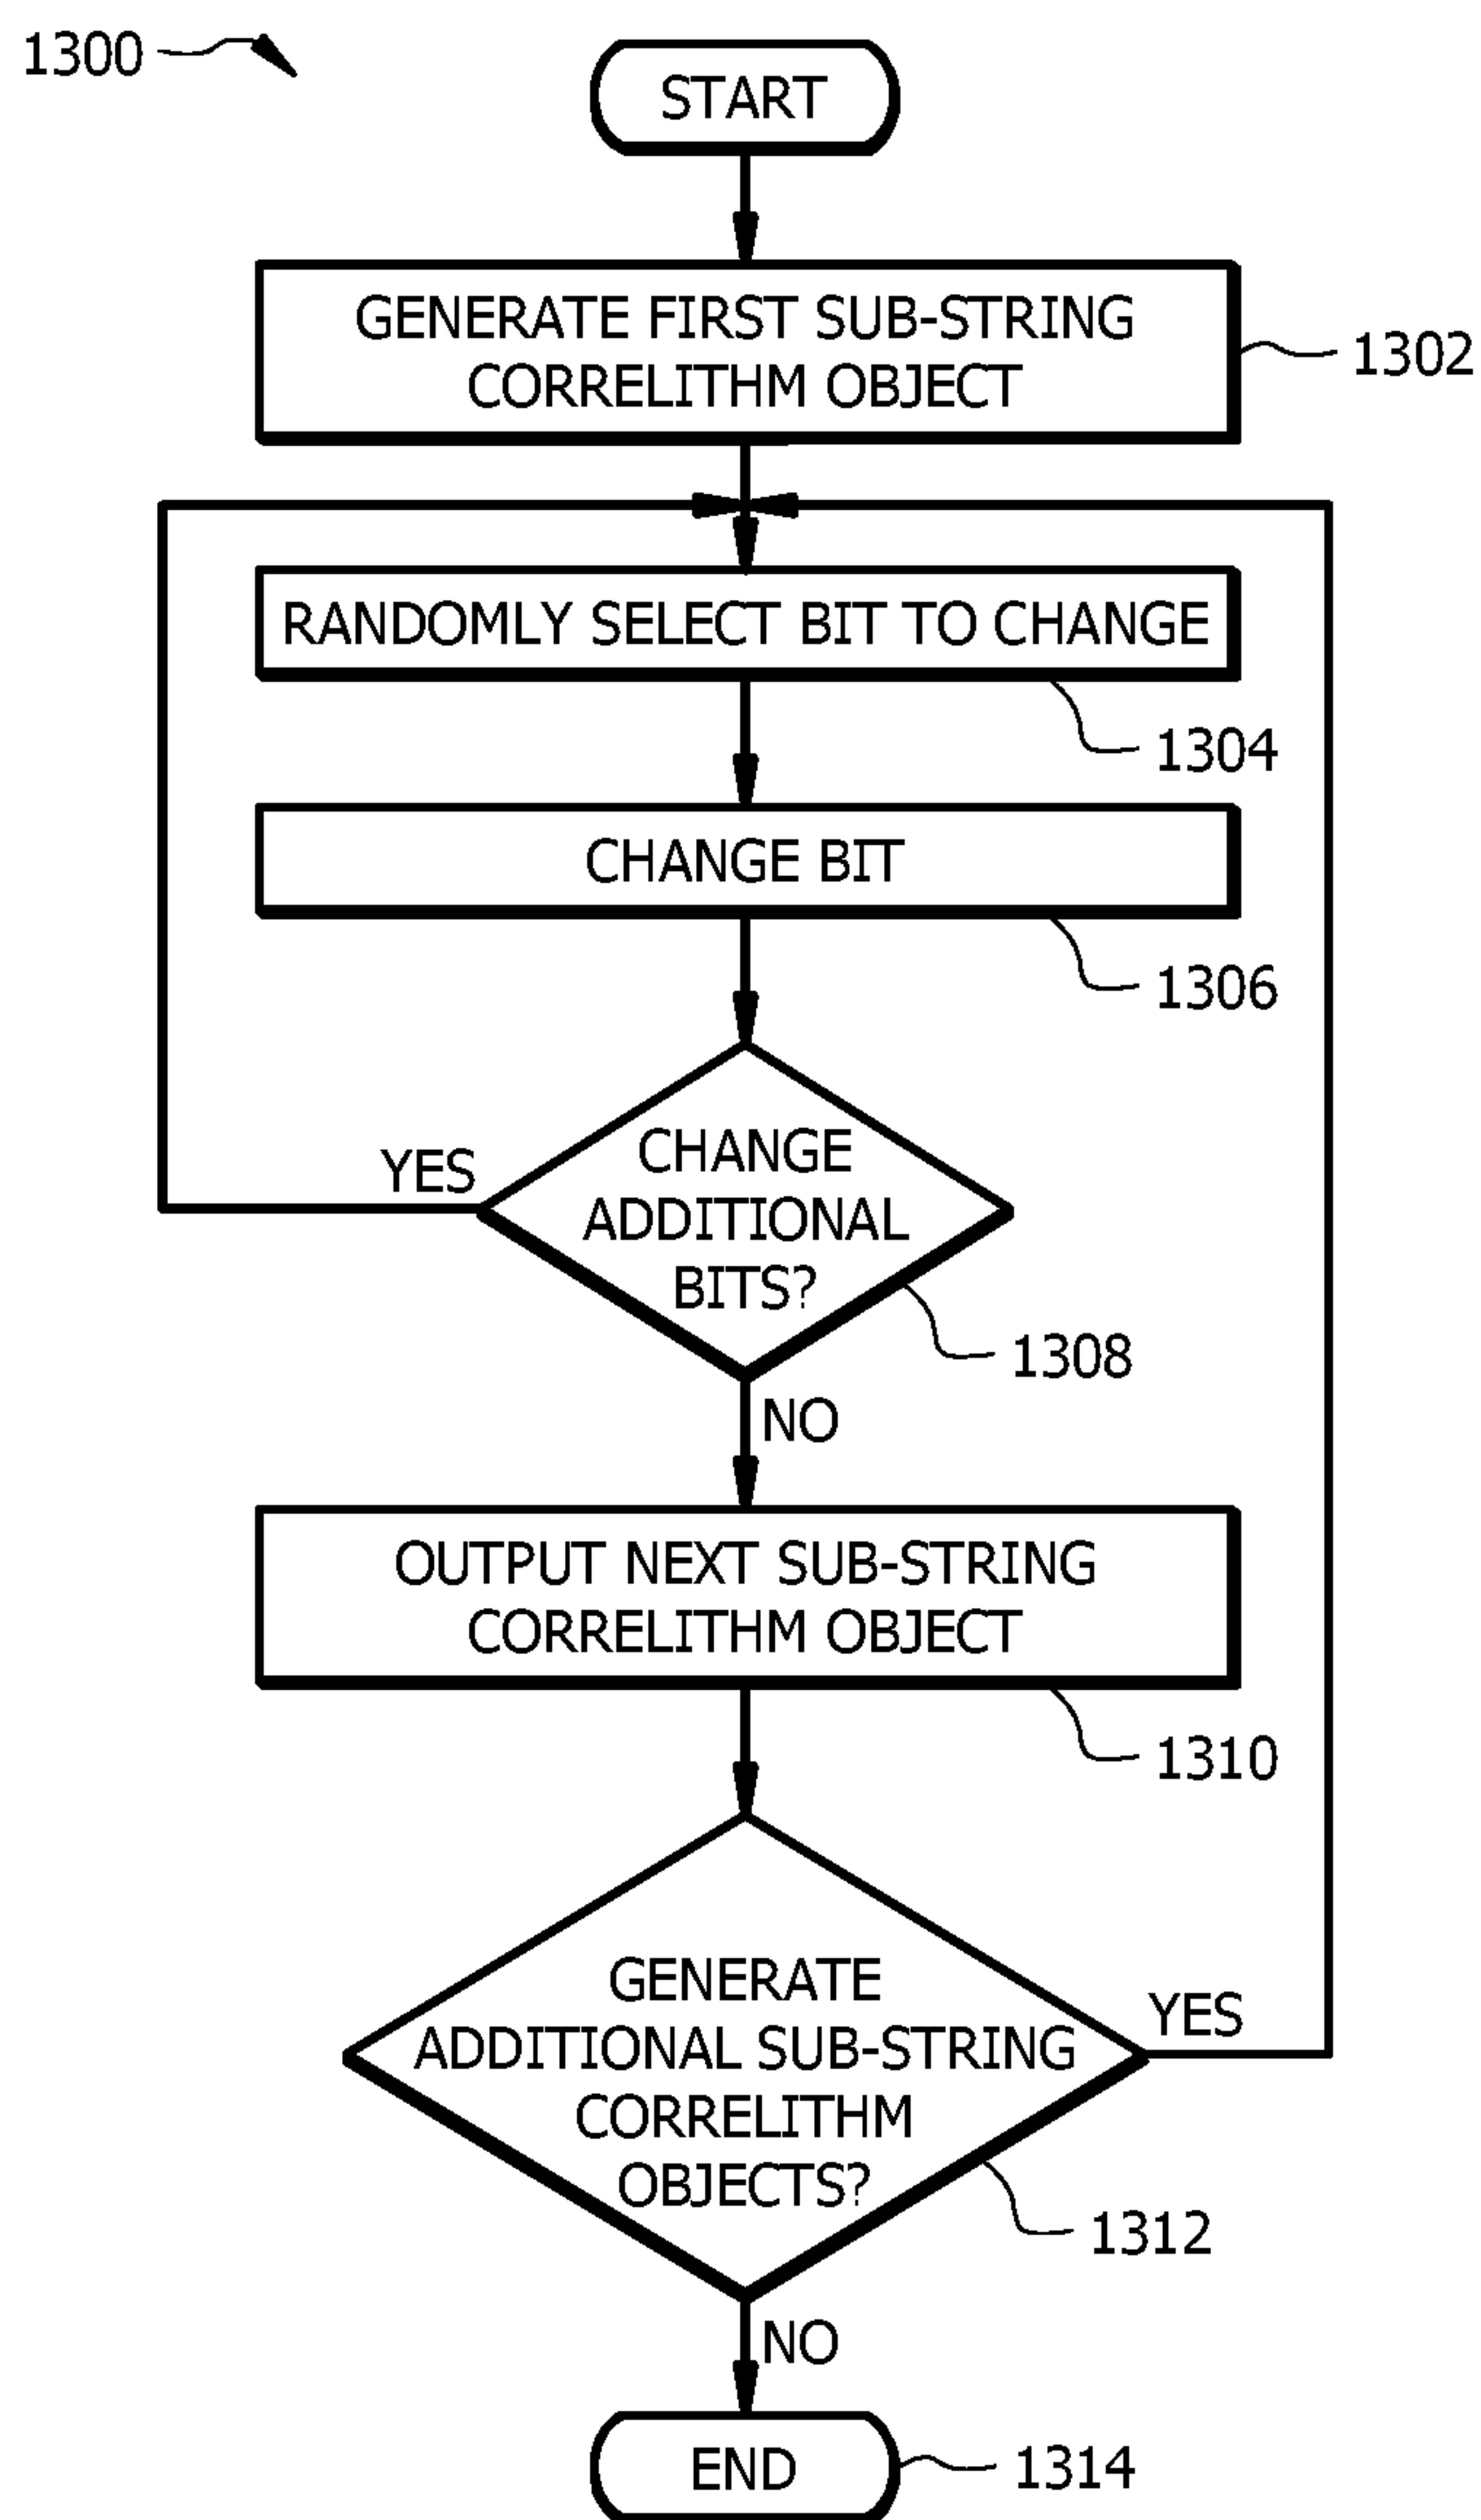 1300
START
GENERATE FIRST SUB-STRING
CORRELITHM OBJECT
1302
RANDOMLY SELECT BIT TO CHANGE
1304
CHANGE BIT
1306
CHANGE
ADDITIONAL
BITS?
YES
1308
NO
OUTPUT NEXT SUB-STRING
CORRELITHM OBJECT
1310
GENERATE
ADDITIONAL SUB-STRING
CORRELITHM
OBJECTS?
YES
1312
NO
END
1314